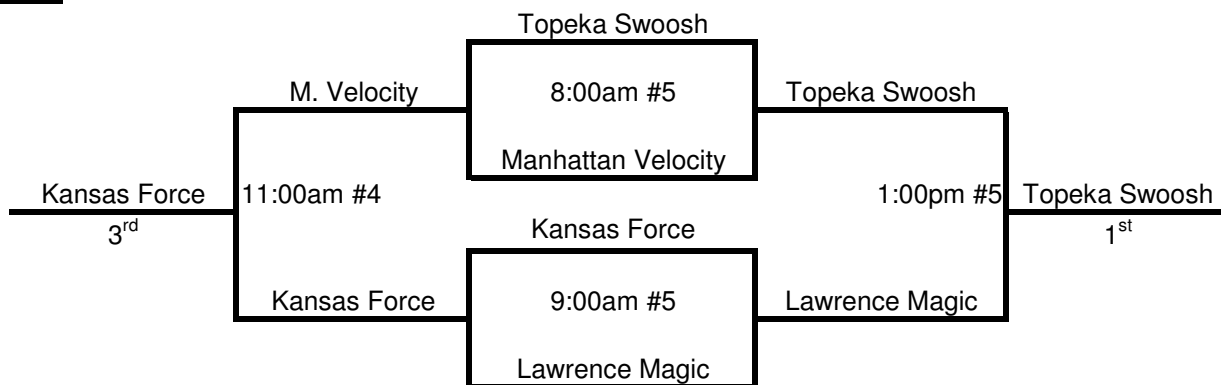 Topeka Swoosh
M. Velocity
8:00am #5
Topeka Swoosh
Manhattan Velocity
Kansas Force
11:00am #4
1:00pm #5
Topeka Swoosh
3rd
Kansas Force
1st
Kansas Force
9:00am #5
Lawrence Magic
Lawrence Magic